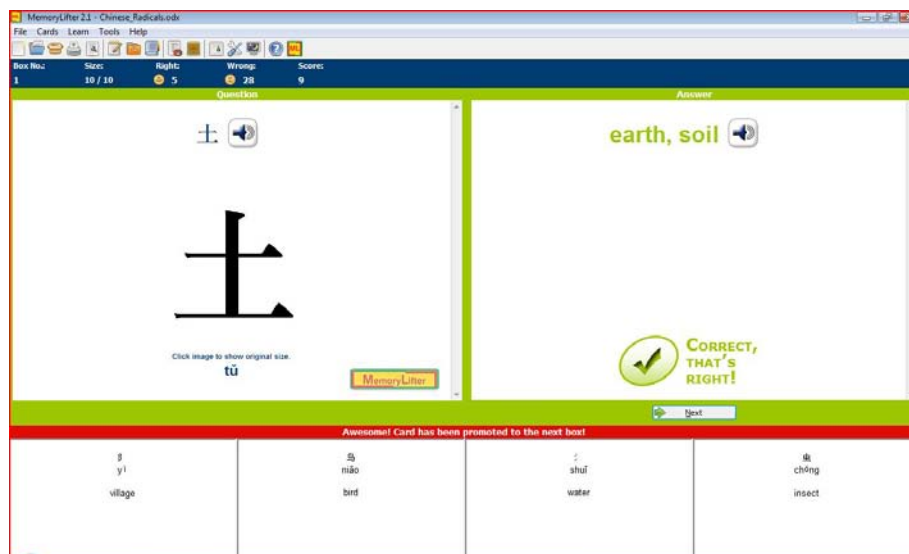 MemoryLifter 2.1 - Chinese_Radicals.odx
File Cards Learn Tools Help
Box No.: Size: Right: Wrong: Score:
1 10 / 10 5 28 9
Question Answer
土 earth, soil
土
Click image to show original size.
tǔ
MemoryLifter
CORRECT,
THAT'S
RIGHT!
Next
Awesome! Card has been promoted to the next box!
鸟 虫
yì niǎo shuǐ chóng
village bird water insect